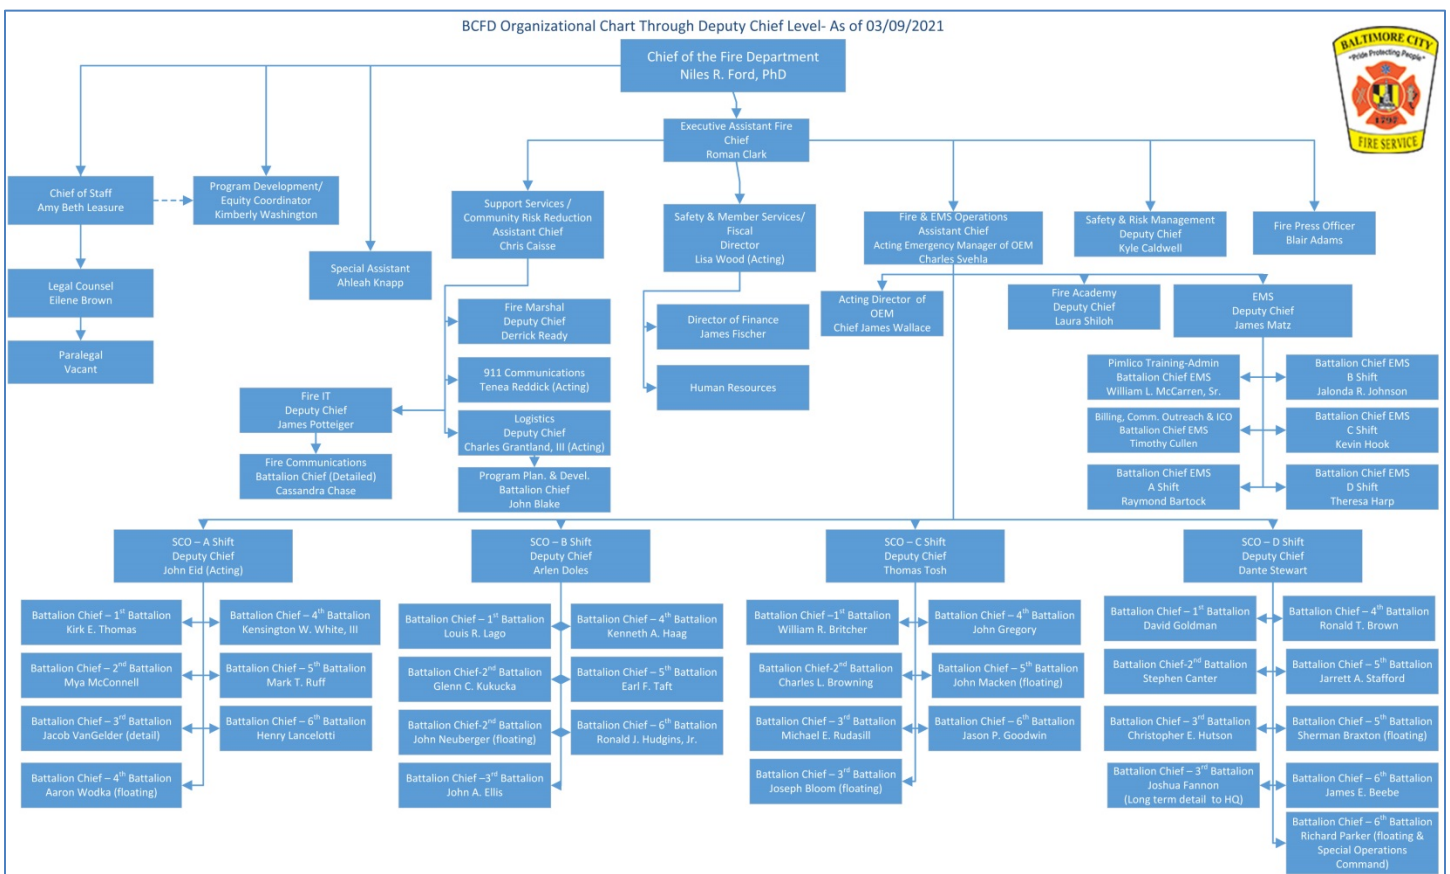 BCFD Organizational Chart Through Deputy Chief Level- As of 03/09/2021
BALTIMORE CITY
"Pride Protecting People"
1797
FIRE SERVICE
Chief of the Fire Department
Niles R. Ford, PhD
Executive Assistant Fire
Chief
Roman Clark
Chief of Staff
Amy Beth Leasure
Program Development/
Equity Coordinator
Kimberly Washington
Special Assistant
Ahleah Knapp
Legal Counsel
Eilene Brown
Paralegal
Vacant
Support Services /
Community Risk Reduction
Assistant Chief
Chris Caisse
Safety & Member Services/
Fiscal
Director
Lisa Wood (Acting)
Fire & EMS Operations
Assistant Chief
Acting Emergency Manager of OEM
Charles Svehla
Safety & Risk Management
Deputy Chief
Kyle Caldwell
Fire Press Officer
Blair Adams
Fire Marshal
Deputy Chief
Derrick Ready
911 Communications
Tenea Reddick (Acting)
Fire IT
Deputy Chief
James Potteiger
Logistics
Deputy Chief
Charles Grantland, III (Acting)
Fire Communications
Battalion Chief (Detailed)
Cassandra Chase
Program Plan. & Devel.
Battalion Chief
John Blake
Director of Finance
James Fischer
Human Resources
Acting Director of
OEM
Chief James Wallace
Fire Academy
Deputy Chief
Laura Shiloh
EMS
Deputy Chief
James Matz
Pimlico Training-Admin
Battalion Chief EMS
William L. McCarren, Sr.
Battalion Chief EMS
B Shift
Jalonda R. Johnson
Billing, Comm. Outreach & ICO
Battalion Chief EMS
Timothy Cullen
Battalion Chief EMS
C Shift
Kevin Hook
Battalion Chief EMS
A Shift
Raymond Bartock
Battalion Chief EMS
D Shift
Theresa Harp
SCO – A Shift
Deputy Chief
John Eid (Acting)
Battalion Chief – 1st Battalion
Kirk E. Thomas
Battalion Chief – 4th Battalion
Kensington W. White, III
Battalion Chief – 2nd Battalion
Mya McConnell
Battalion Chief – 5th Battalion
Mark T. Ruff
Battalion Chief – 3rd Battalion
Jacob VanGelder (detail)
Battalion Chief – 6th Battalion
Henry Lancelotti
Battalion Chief – 4th Battalion
Aaron Wodka (floating)
SCO – B Shift
Deputy Chief
Arlen Doles
Battalion Chief – 1st Battalion
Louis R. Lago
Battalion Chief – 4th Battalion
Kenneth A. Haag
Battalion Chief-2nd Battalion
Glenn C. Kukucka
Battalion Chief – 5th Battalion
Earl F. Taft
Battalion Chief-2nd Battalion
John Neuberger (floating)
Battalion Chief – 6th Battalion
Ronald J. Hudgins, Jr.
Battalion Chief –3rd Battalion
John A. Ellis
SCO – C Shift
Deputy Chief
Thomas Tosh
Battalion Chief –1st Battalion
William R. Britcher
Battalion Chief – 4th Battalion
John Gregory
Battalion Chief-2nd Battalion
Charles L. Browning
Battalion Chief – 5th Battalion
John Macken (floating)
Battalion Chief – 3rd Battalion
Michael E. Rudasill
Battalion Chief – 6th Battalion
Jason P. Goodwin
Battalion Chief – 3rd Battalion
Joseph Bloom (floating)
SCO – D Shift
Deputy Chief
Dante Stewart
Battalion Chief – 1st Battalion
David Goldman
Battalion Chief – 4th Battalion
Ronald T. Brown
Battalion Chief-2nd Battalion
Stephen Canter
Battalion Chief – 5th Battalion
Jarrett A. Stafford
Battalion Chief – 3rd Battalion
Christopher E. Hutson
Battalion Chief – 5th Battalion
Sherman Braxton (floating)
Battalion Chief – 3rd Battalion
Joshua Fannon
(Long term detail to HQ)
Battalion Chief – 6th Battalion
James E. Beebe
Battalion Chief – 6th Battalion
Richard Parker (floating &
Special Operations
Command)